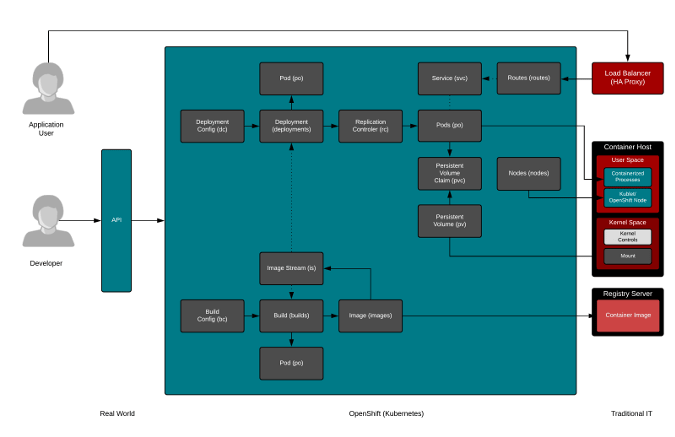 Pod (po)
Service (svc)
Routes (routes)
Load Balancer
(HA Proxy)
Application
User
Deployment
Config (dc)
Deployment
(deployments)
Replication
Controler (rc)
Pods (po)
Container Host
User Space
Containerized
Processes
Kublet/
OpenShift Node
Persistent
Volume
Claim (pvc)
Nodes (nodes)
API
Persistent
Volume (pv)
Kernel Space
Kernel
Controls
Mount
Developer
Image Stream (is)
Registry Server
Container Image
Build
Config (bc)
Build (builds)
Image (images)
Pod (po)
Real World
OpenShift (Kubernetes)
Traditional IT